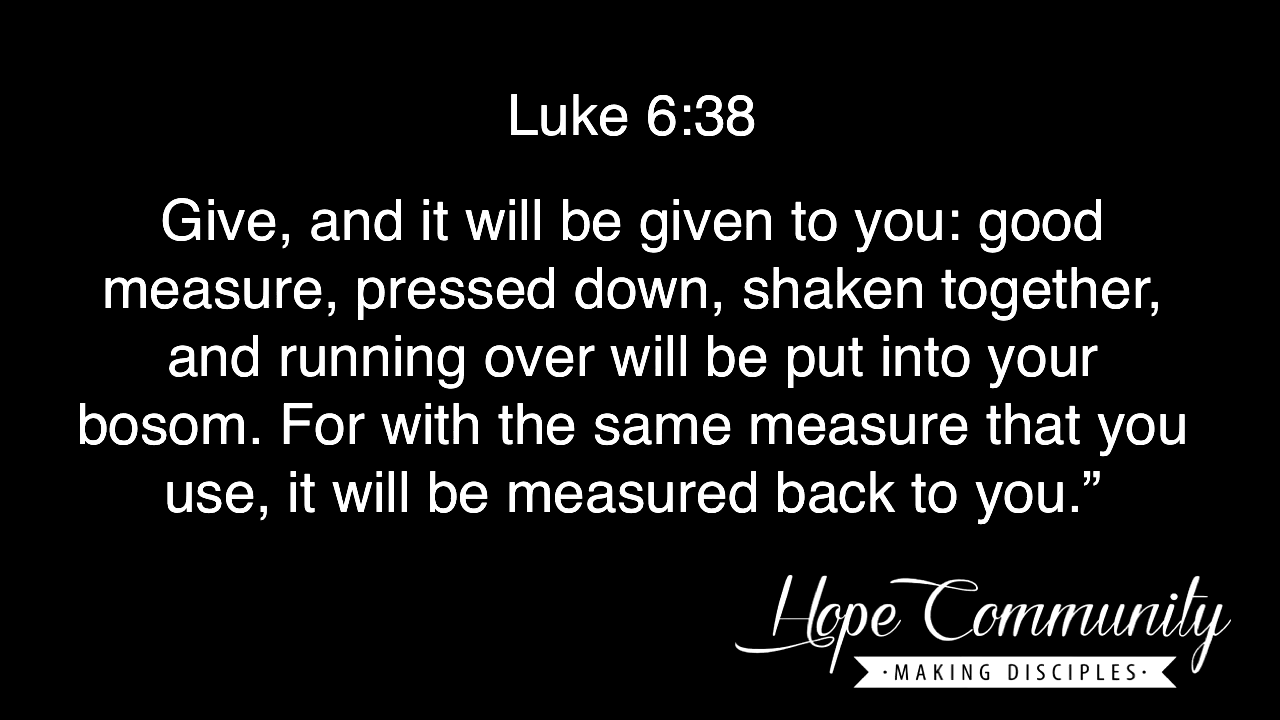 Luke 6:38
Give, and it will be given to you: good
measure, pressed down, shaken together,
and running over will be put into your
bosom. For with the same measure that you
use, it will be measured back to you.”
Hope Community
·MAKING DISCIPLES·